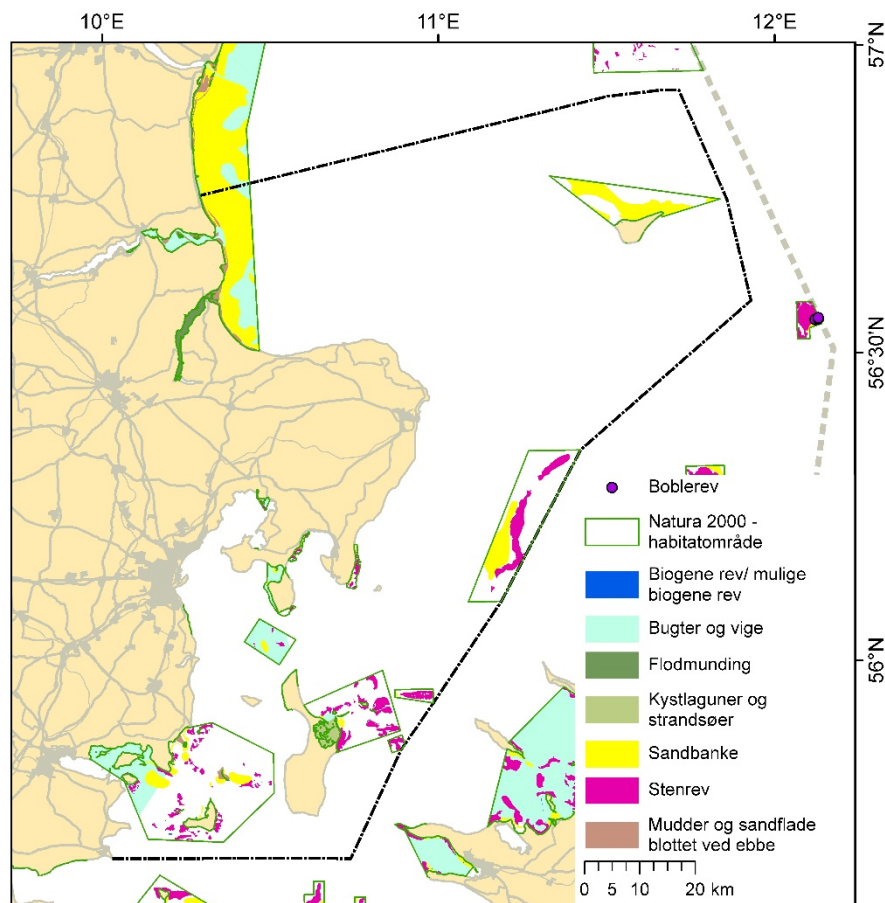 10°E 11°E 12°E
57°N
56°30'N
56°N
Boblerev
Natura 2000 -
habitatområde
Biogene rev/ mulige
biogene rev
Bugter og vige
Flodmunding
Kystlaguner og
strandsøer
Sandbanke
Stenrev
Mudder og sandflade
blottet ved ebbe
0 5 10 20 km